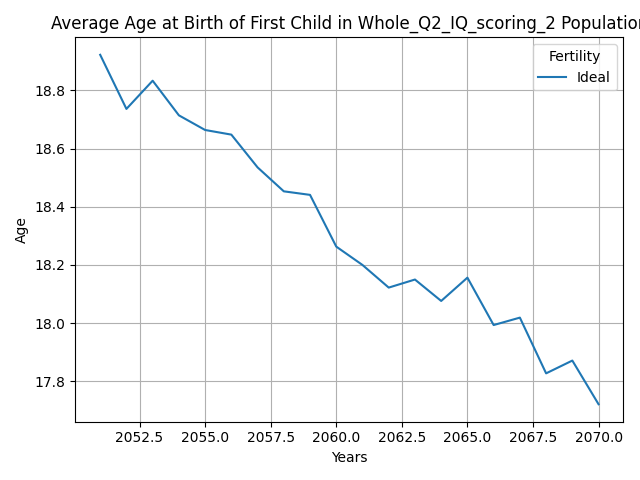 Average Age at Birth of First Child in Whole_Q2_IQ_scoring_2 Population
Fertility
Ideal
18.8
18.6
18.4
18.2
18.0
17.8
Age
2052.5 2055.0 2057.5 2060.0 2062.5 2065.0 2067.5 2070.0
Years